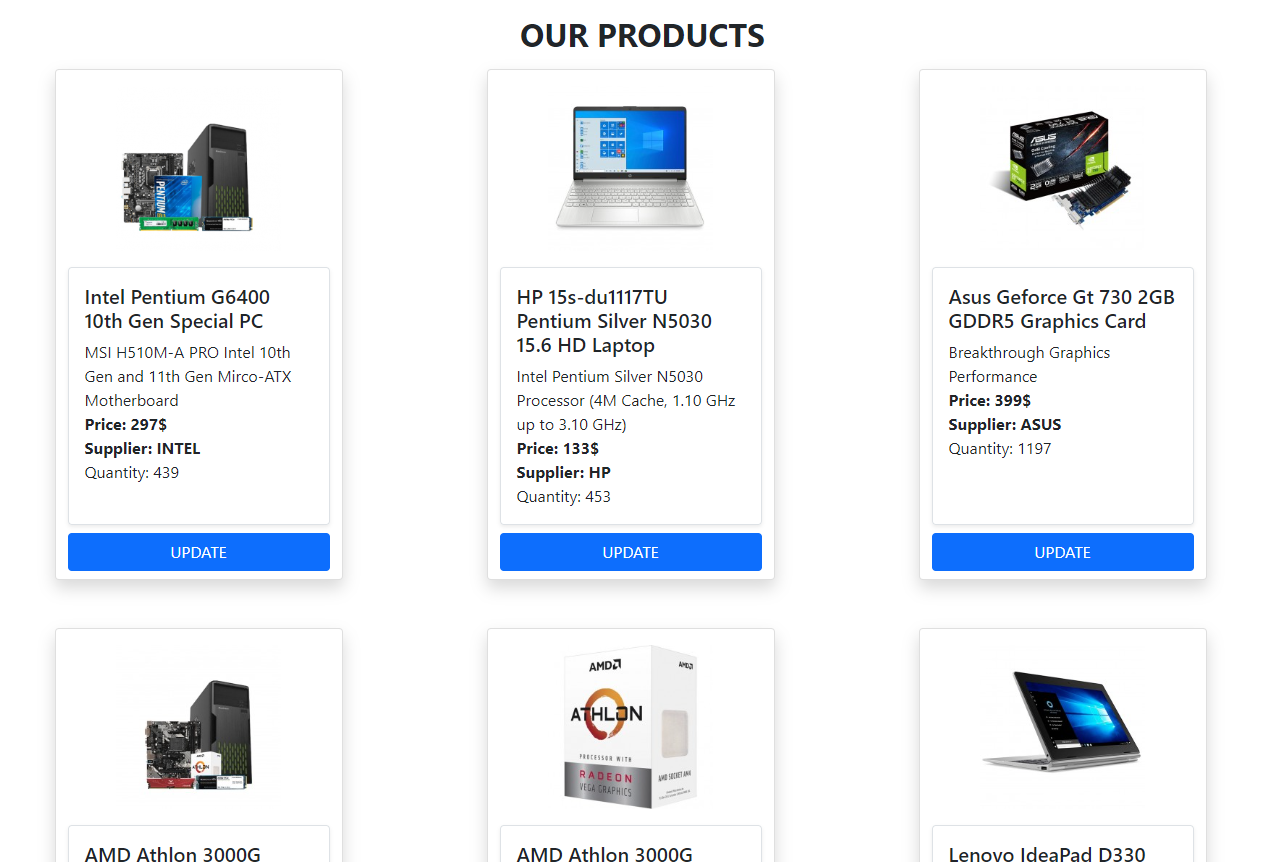 OUR PRODUCTS
PENTIUM
ASUS
Intel Pentium G6400
10th Gen Special PC
MSI H510M-A PRO Intel 10th
Gen and 11th Gen Mirco-ATX
Motherboard
Price: 297$
Supplier: INTEL
Quantity: 439
UPDATE
HP 15s-du1117TU
Pentium Silver N5030
15.6 HD Laptop
Intel Pentium Silver N5030
Processor (4M Cache, 1.10 GHz
up to 3.10 GHz)
Price: 133$
Supplier: HP
Quantity: 453
UPDATE
Asus Geforce Gt 730 2GB
GDDR5 Graphics Card
Breakthrough Graphics
Performance
Price: 399$
Supplier: ASUS
Quantity: 1197
UPDATE
ATHLON
AMD
ATHLON
PROCESSOR WITH
RADEON
VEGA GRAPHICS
AMD
AMD SOCKET AM4
AMD Athlon 3000G
AMD Athlon 3000G
Lenovo IdeaPad D330